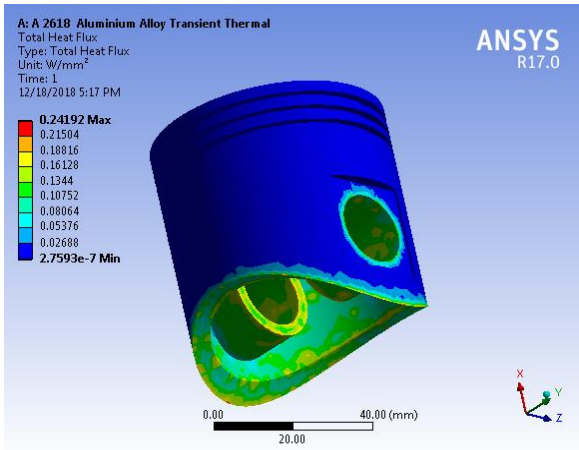 A: A 2618 Aluminium Alloy Transient Thermal
Total Heat Flux
Type: Total Heat Flux
Unit: W/mm²
Time: 1
12/18/2018 5:17 PM
ANSYS
R17.0
0.24192 Max
0.21504
0.18816
0.16128
0.1344
0.10752
0.08064
0.05376
0.02688
2.7593e-7 Min
0.00
40.00 (mm)
20.00
X
Y
Z